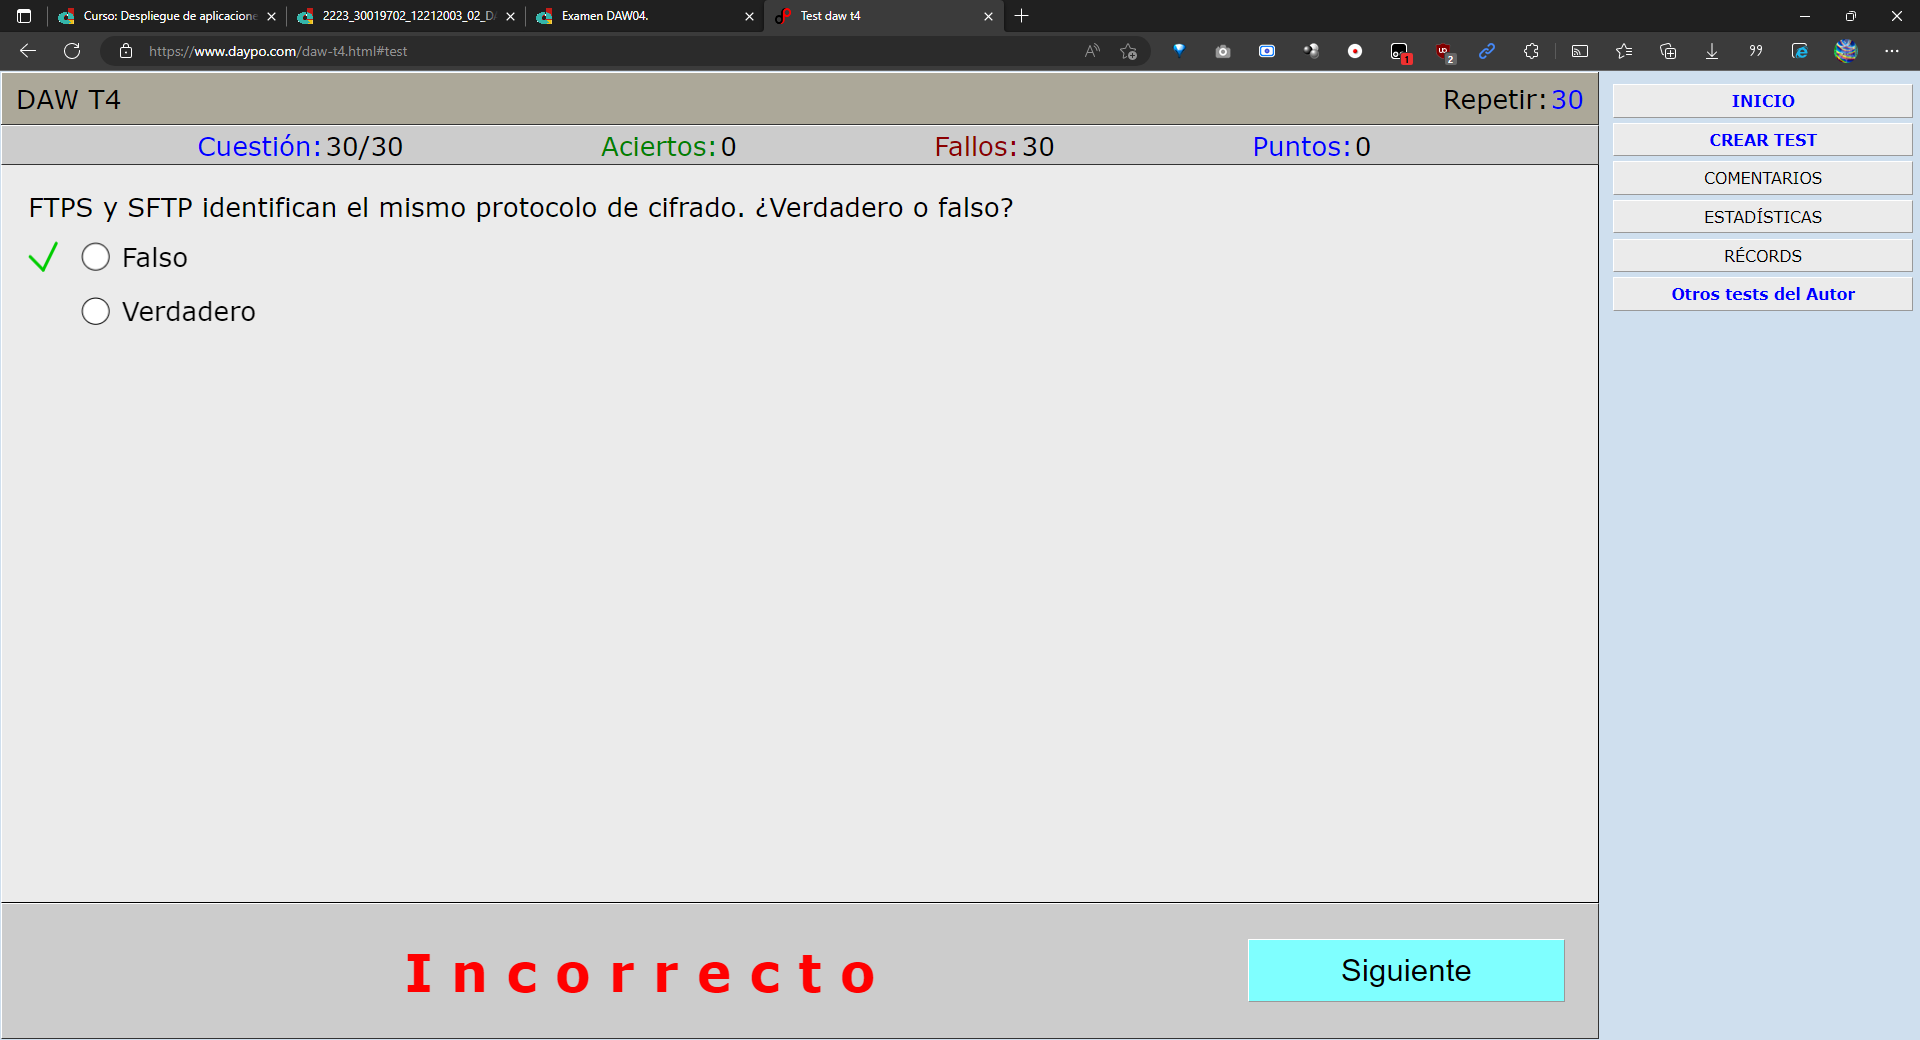 Curso: Despliegue de aplicacione
2223_30019702_12212003_02_D
Examen DAW04.
Test daw t4
https://www.daypo.com/daw-t4.html#test
1
2
DAW T4
Repetir: 30
Cuestión: 30/30
Aciertos: 0
Fallos: 30
Puntos: 0
FTPS y SFTP identifican el mismo protocolo de cifrado. ¿Verdadero o falso?
Falso
Verdadero
Incorrecto
Siguiente
INICIO
CREAR TEST
COMENTARIOS
ESTADÍSTICAS
RÉCORDS
Otros tests del Autor